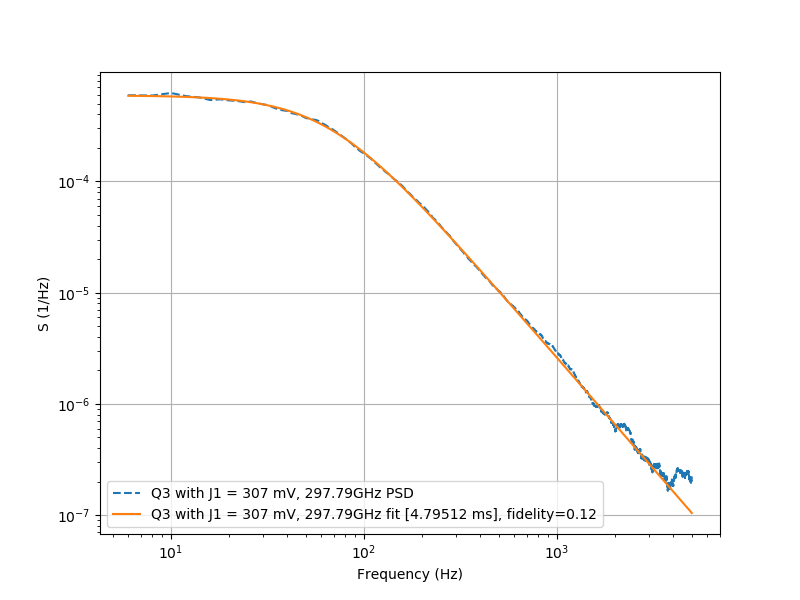 S (1/Hz)
10⁻⁴
10⁻⁵
10⁻⁶
10⁻⁷
Q3 with J1 = 307 mV, 297.79GHz PSD
Q3 with J1 = 307 mV, 297.79GHz fit [4.79512 ms], fidelity=0.12
10¹ 10² 10³
Frequency (Hz)